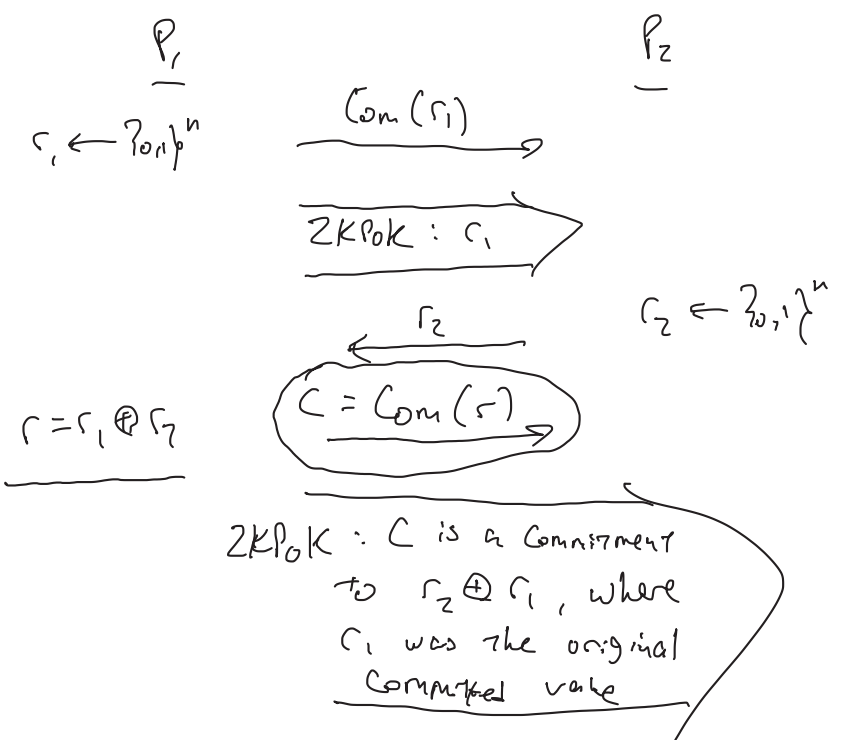 P₁ P₂
Com(r₁)
r₁ ← {0,1}ⁿ
ZKPoK : r₁
r₂ ← {0,1}ⁿ
r₂
C = Com(r)
r = r₁ ⊕ r₂
ZKPoK : C is a commitment
to r₂ ⊕ r₁, where
r₁ was the original
committed value